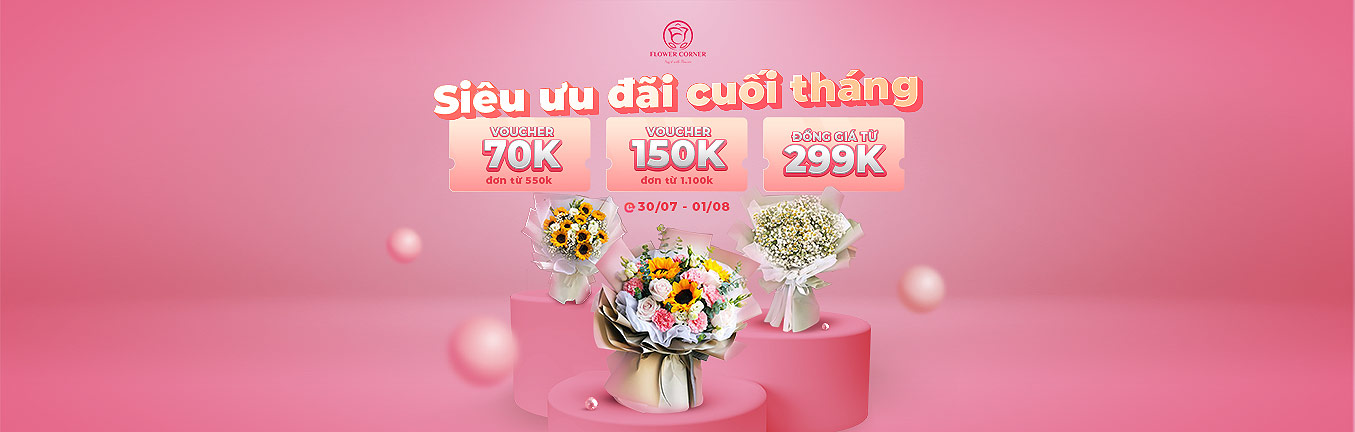 FLOWER CORNER
Siêu ưu đãi cuối tháng
VOUCHER
70K
đơn từ 550k
VOUCHER
150K
đơn từ 1.100k
ĐỒNG GIÁ TỪ
299K
30/07 - 01/08